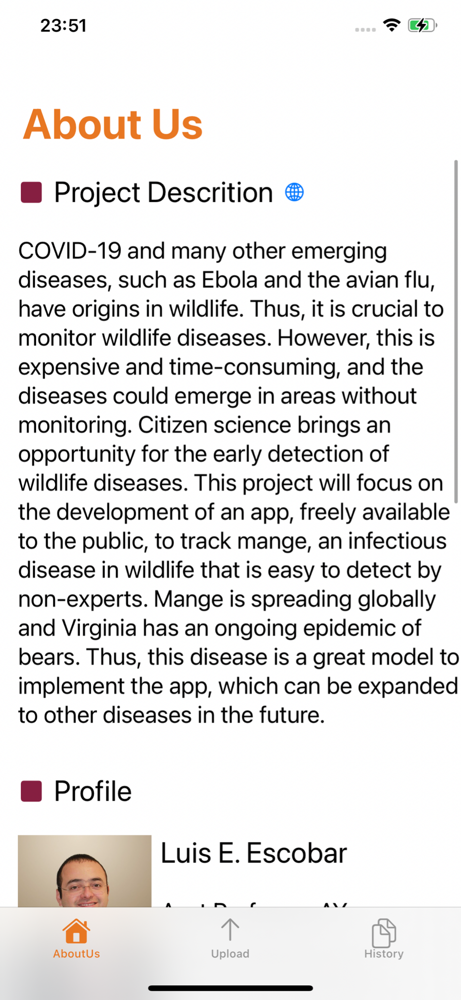 23:51
About Us
Project Descrition
COVID-19 and many other emerging
diseases, such as Ebola and the avian flu,
have origins in wildlife. Thus, it is crucial to
monitor wildlife diseases. However, this is
expensive and time-consuming, and the
diseases could emerge in areas without
monitoring. Citizen science brings an
opportunity for the early detection of
wildlife diseases. This project will focus on
the development of an app, freely available
to the public, to track mange, an infectious
disease in wildlife that is easy to detect by
non-experts. Mange is spreading globally
and Virginia has an ongoing epidemic of
bears. Thus, this disease is a great model to
implement the app, which can be expanded
to other diseases in the future.
Profile
Luis E. Escobar
AboutUs
Upload
History